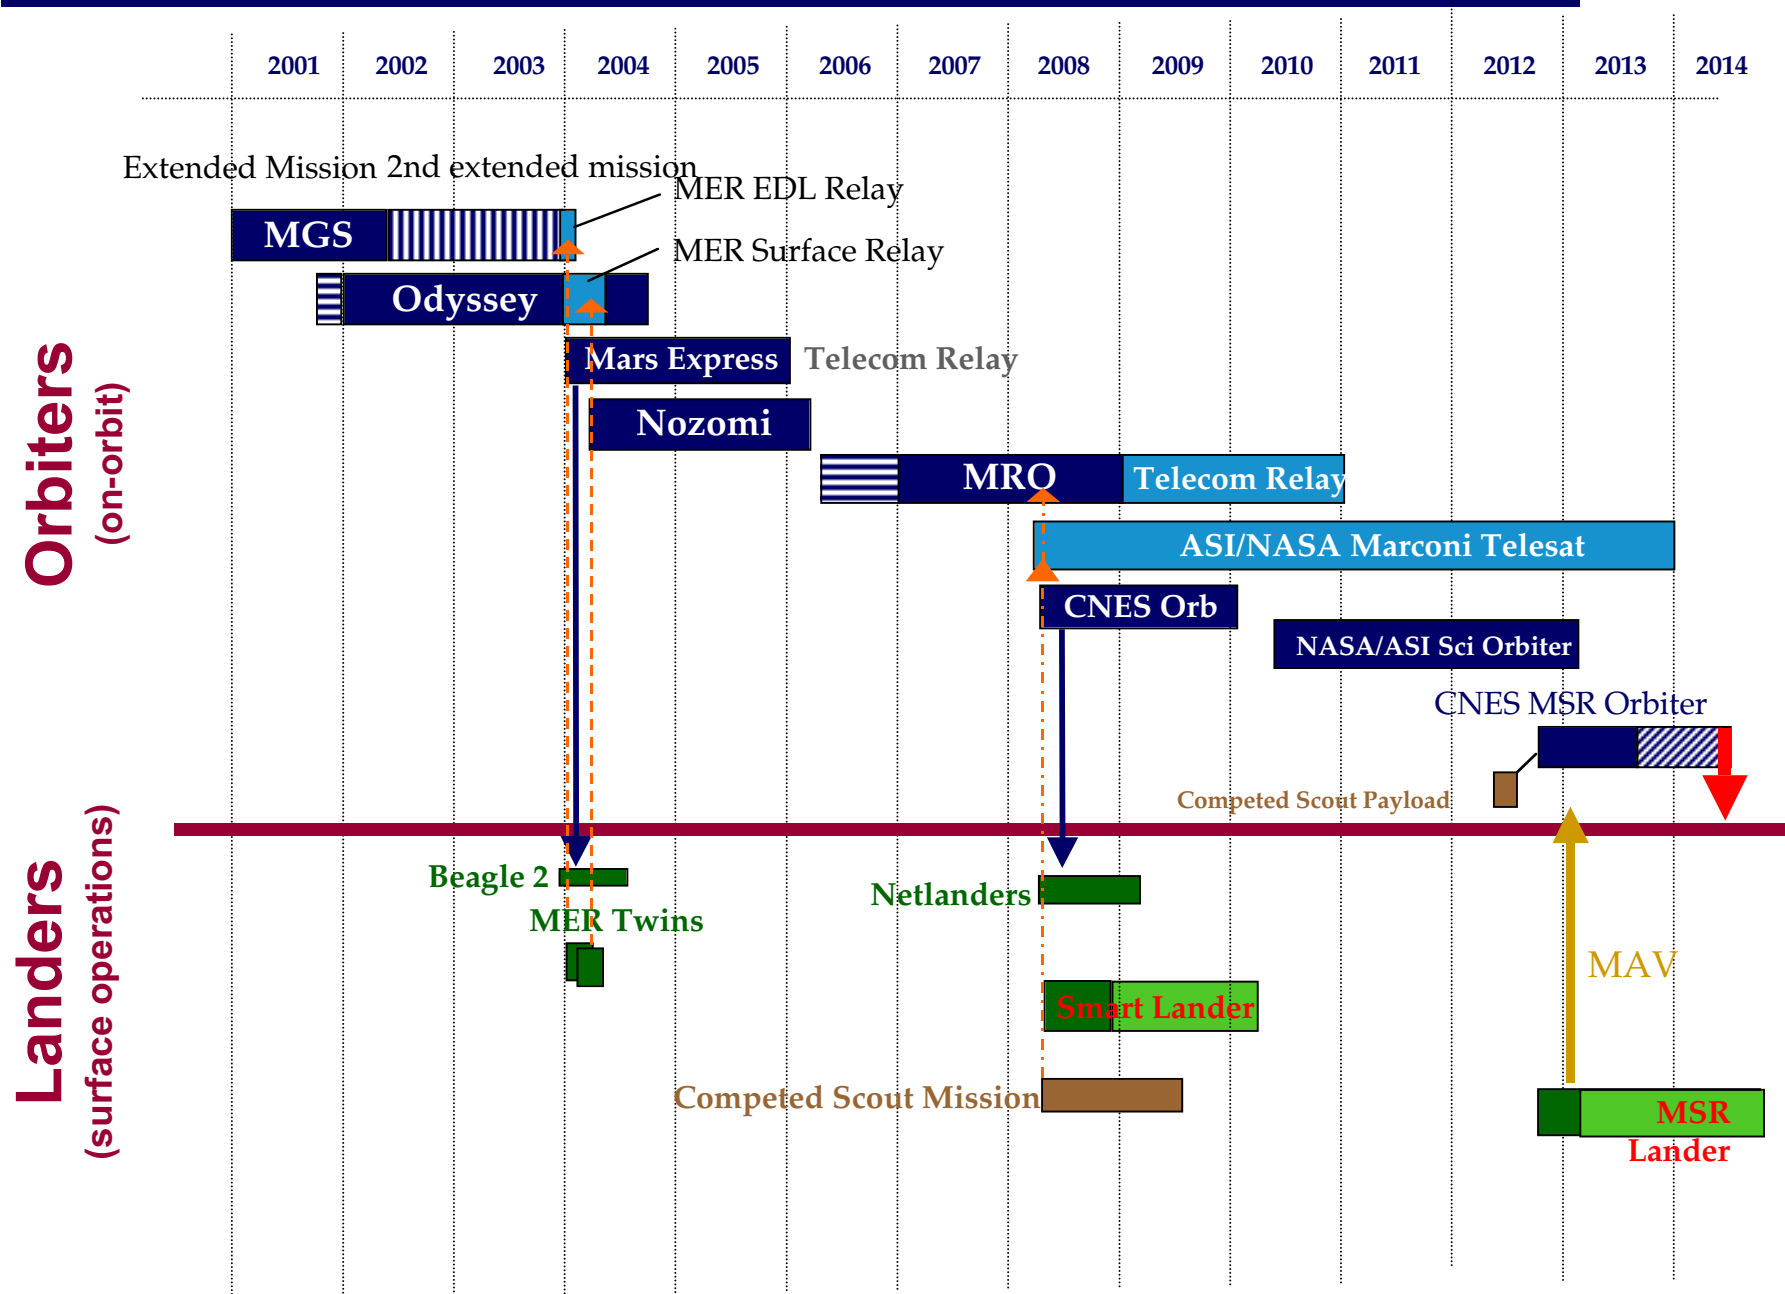 2001 2002 2003 2004 2005 2006 2007 2008 2009 2010 2011 2012 2013 2014
Extended Mission 2nd extended mission
MER EDL Relay
MGS
MER Surface Relay
Odyssey
Mars Express Telecom Relay
Nozomi
MRO Telecom Relay
ASI/NASA Marconi Telesat
CNES Orb
NASA/ASI Sci Orbiter
CNES MSR Orbiter
Competed Scout Payload
Orbiters
(on-orbit)
Beagle 2
Netlanders
MER Twins
MAV
Smart Lander
Competed Scout Mission
MSR
Lander
Landers
(surface operations)